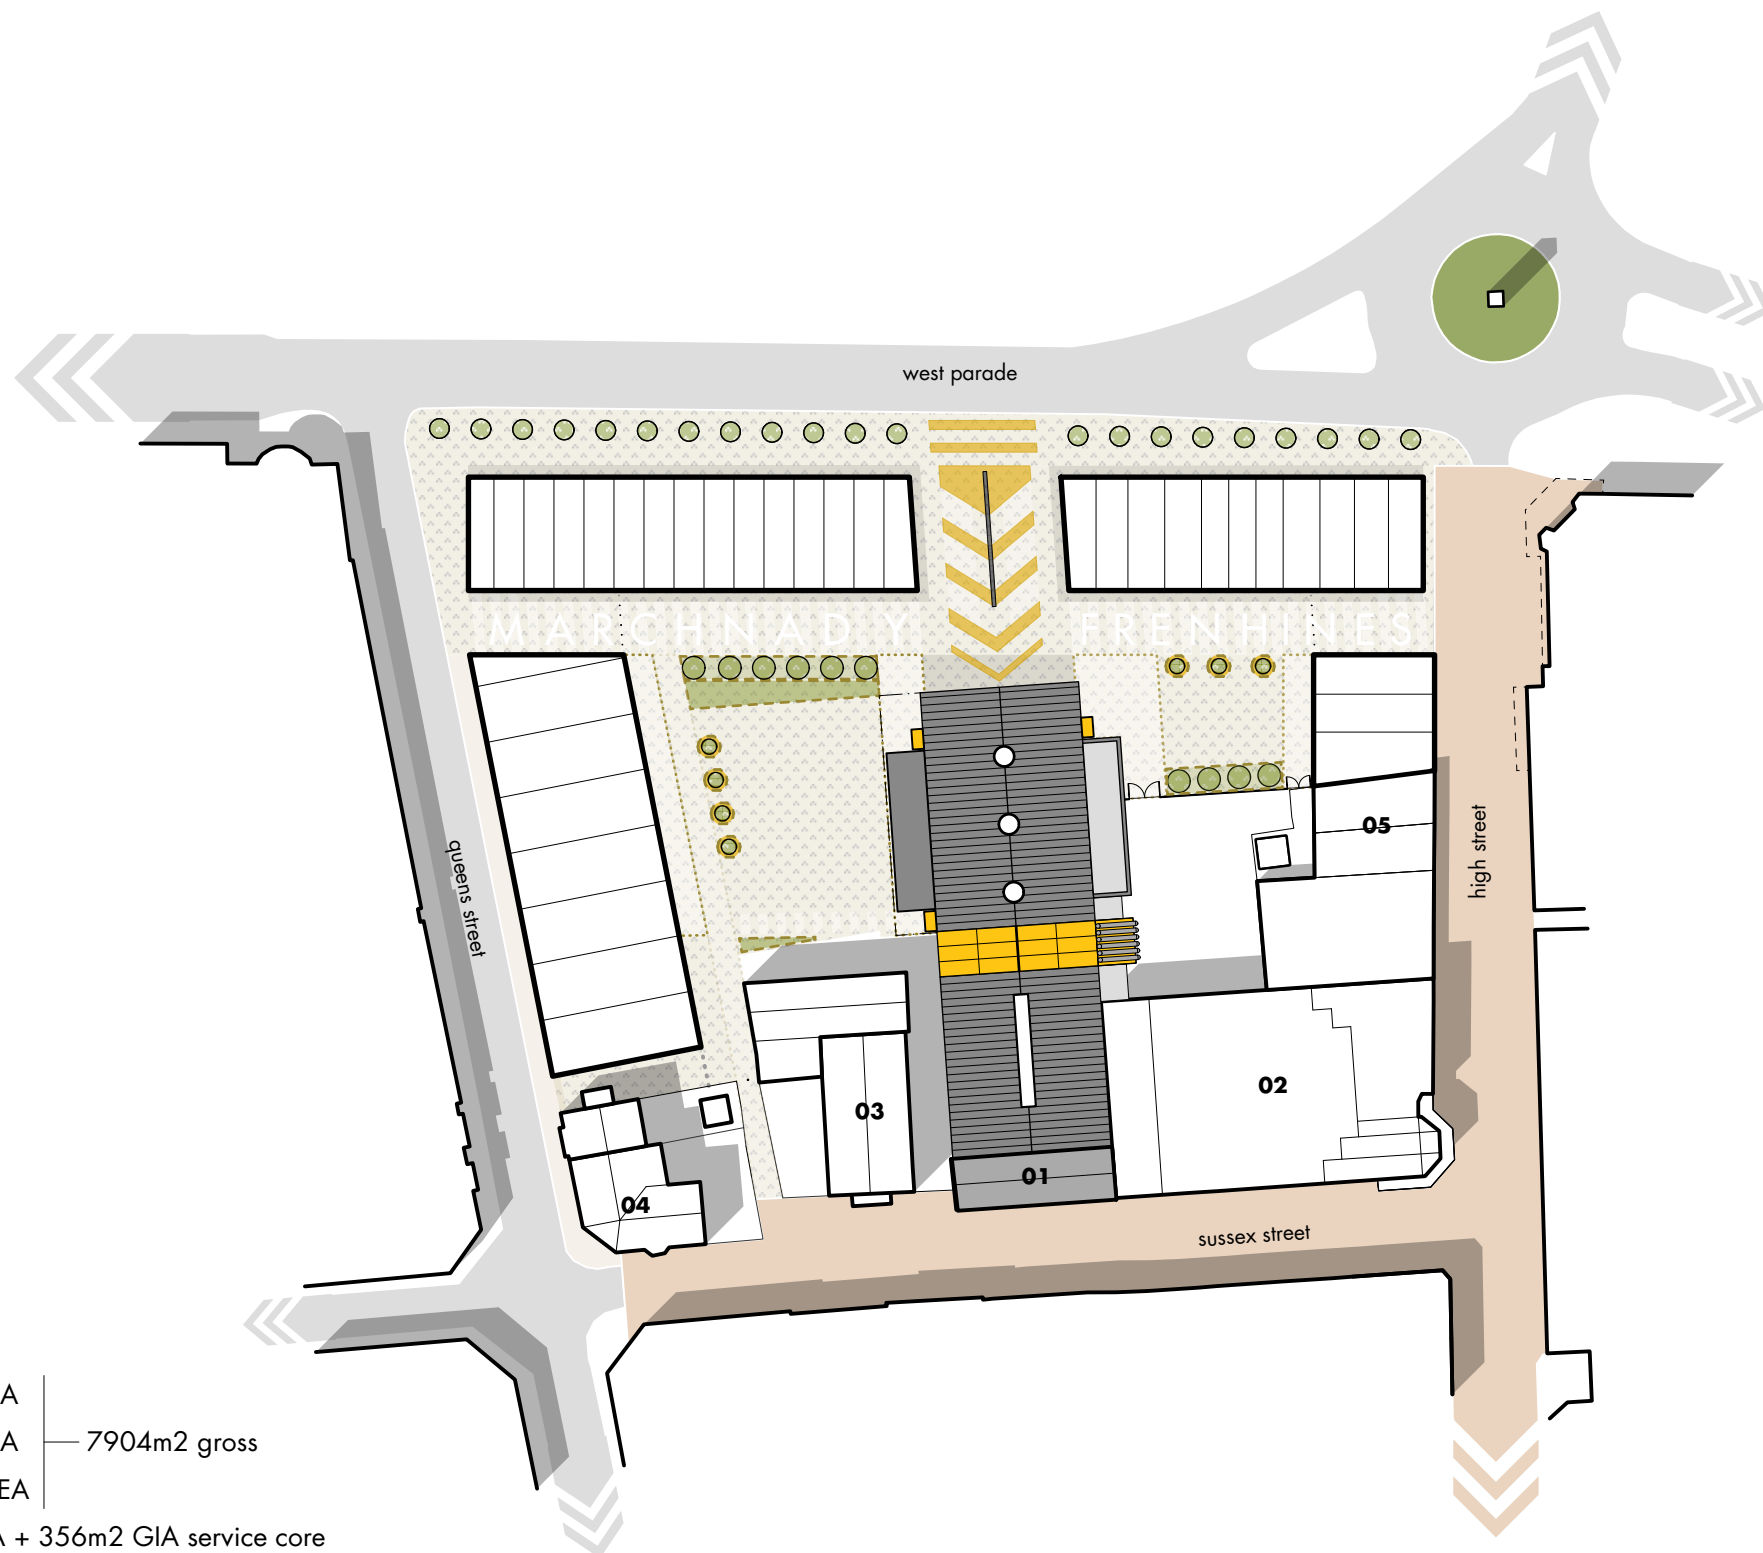 west parade
MARCHNAD Y FRENHINES
queens street
high street
05
02
03
01
04
sussex street
A
A
7904m2 gross
EA
+ 356m2 GIA service core